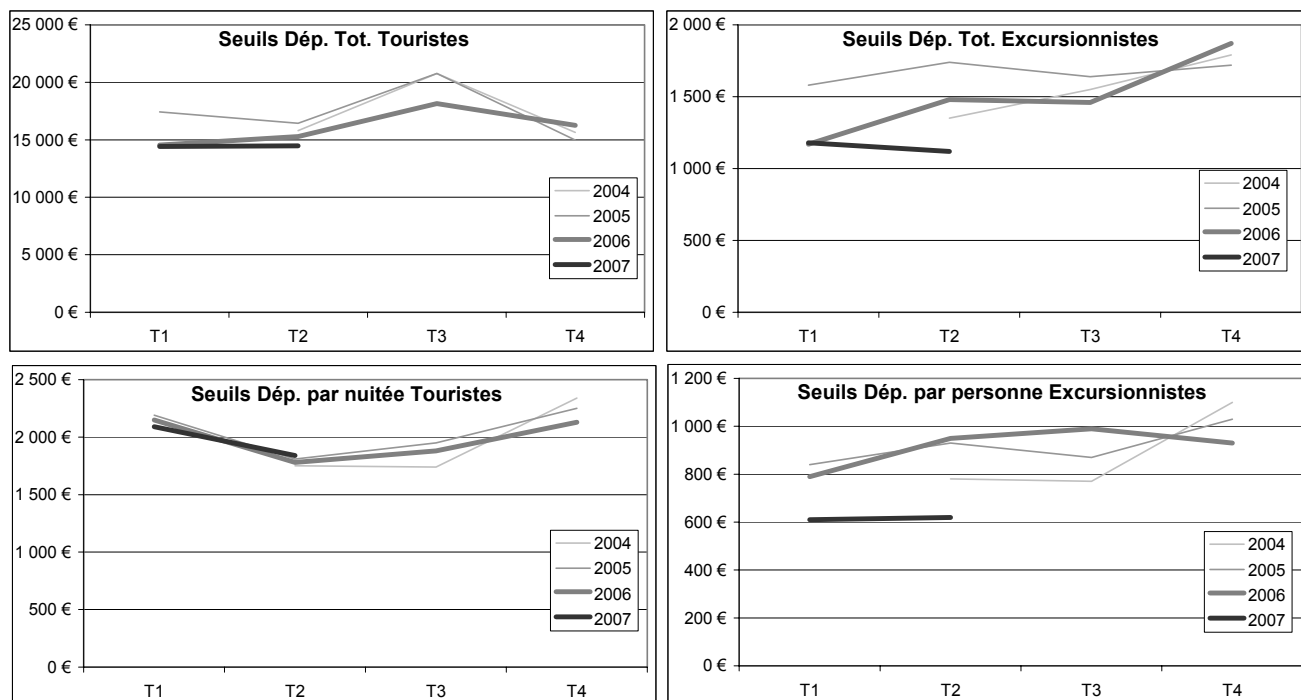 Seuils Dép. Tot. Touristes
25 000 €
20 000 €
15 000 €
10 000 €
5 000 €
0 €
T1 T2 T3 T4
2004
2005
2006
2007
Seuils Dép. Tot. Excursionnistes
2 000 €
1 500 €
1 000 €
500 €
0 €
T1 T2 T3 T4
2004
2005
2006
2007
Seuils Dép. par nuitée Touristes
2 500 €
2 000 €
1 500 €
1 000 €
500 €
0 €
T1 T2 T3 T4
2004
2005
2006
2007
Seuils Dép. par personne Excursionnistes
1 200 €
1 000 €
800 €
600 €
400 €
200 €
0 €
T1 T2 T3 T4
2004
2005
2006
2007